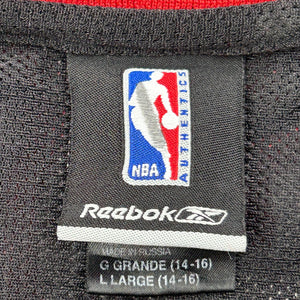 NBA
AUTHENTICS
Reebok
MADE IN RUSSIA
G GRANDE (14-16)
L LARGE (14-16)